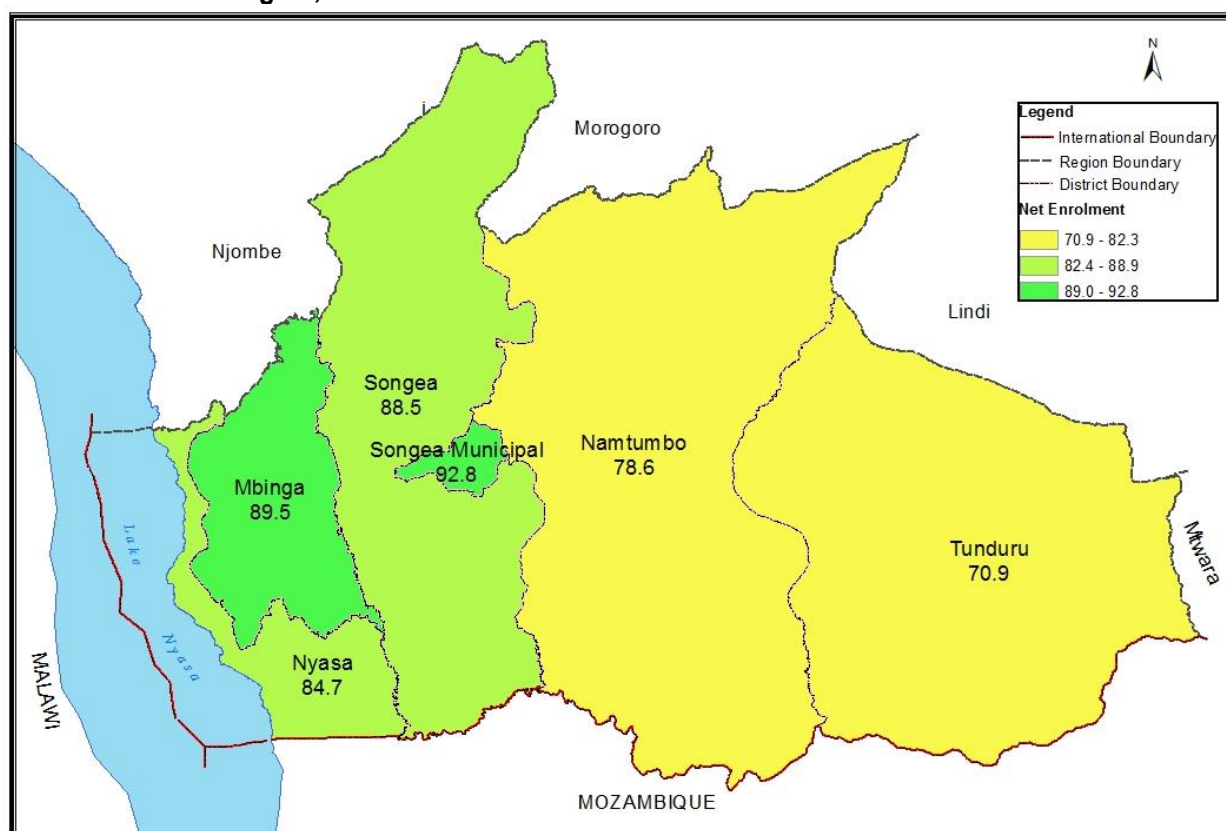 N
Morogoro
Legend
International Boundary
Region Boundary
District Boundary
Net Enrolment
70.9 - 82.3
82.4 - 88.9
89.0 - 92.8
Njombe
Lindi
Songea
88.5
Songea Municipal
92.8
Namtumbo
78.6
Mbinga
89.5
Tunduru
70.9
Mtwara
Lake
Nyasa
Nyasa
84.7
MALAWI
MOZAMBIQUE